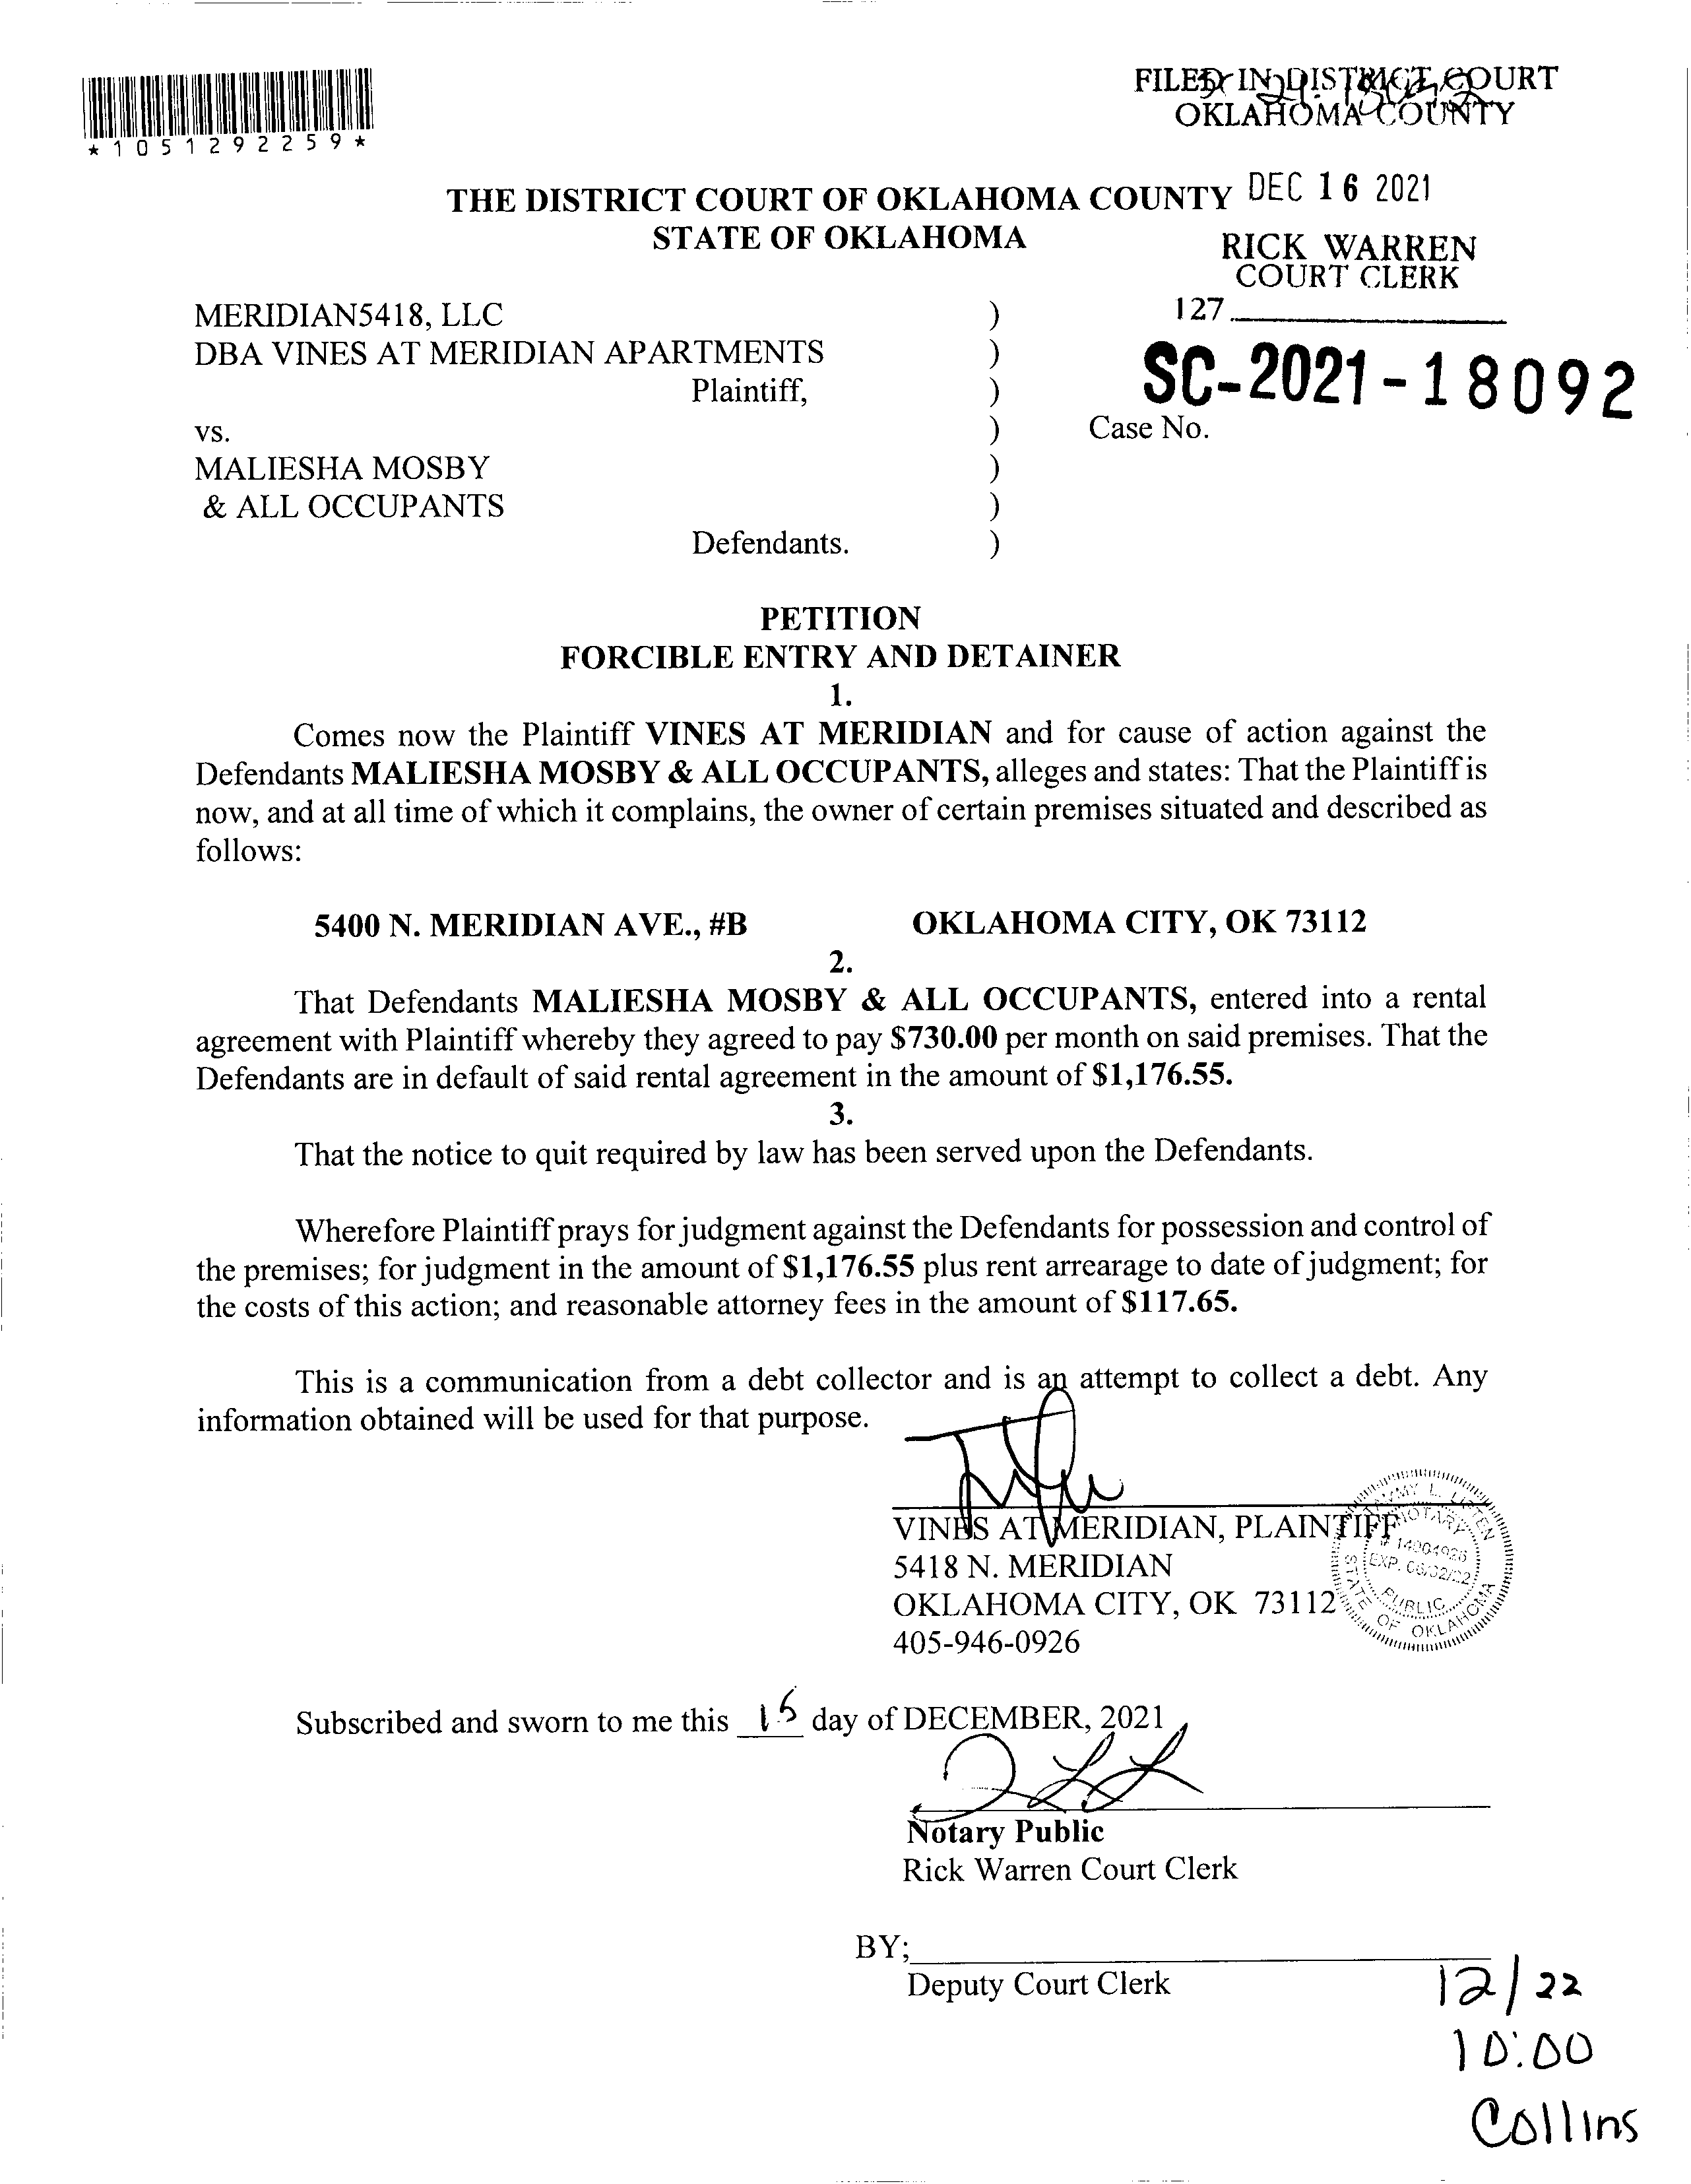 *1051292259*
FILED IN DISTRICT COURT
OKLAHOMA COUNTY
THE DISTRICT COURT OF OKLAHOMA COUNTY DEC 16 2021
STATE OF OKLAHOMA
RICK WARREN
COURT CLERK
127
MERIDIAN5418, LLC )
DBA VINES AT MERIDIAN APARTMENTS )
SC-2021-18092
Plaintiff, )
vs. ) Case No.
MALIESHA MOSBY )
& ALL OCCUPANTS )
Defendants. )
PETITION
FORCIBLE ENTRY AND DETAINER
1.
Comes now the Plaintiff VINES AT MERIDIAN and for cause of action against the
Defendants MALIESHA MOSBY & ALL OCCUPANTS, alleges and states: That the Plaintiff is
now, and at all time of which it complains, the owner of certain premises situated and described as
follows:
5400 N. MERIDIAN AVE., #B OKLAHOMA CITY, OK 73112
2.
That Defendants MALIESHA MOSBY & ALL OCCUPANTS, entered into a rental
agreement with Plaintiff whereby they agreed to pay $730.00 per month on said premises. That the
Defendants are in default of said rental agreement in the amount of $1,176.55.
3.
That the notice to quit required by law has been served upon the Defendants.
Wherefore Plaintiff prays for judgment against the Defendants for possession and control of
the premises; for judgment in the amount of $1,176.55 plus rent arrearage to date of judgment; for
the costs of this action; and reasonable attorney fees in the amount of $117.65.
This is a communication from a debt collector and is an attempt to collect a debt. Any
information obtained will be used for that purpose.
VINES AT MERIDIAN, PLAINTIFF
5418 N. MERIDIAN
OKLAHOMA CITY, OK 73112
405-946-0926
NOTARY
# 14004926
EXP. 06/02/22
PUBLIC
STATE OF OKLAHOMA
Subscribed and sworn to me this 15 day of DECEMBER, 2021
Notary Public
Rick Warren Court Clerk
BY;
Deputy Court Clerk
12/22
10:00
Collins